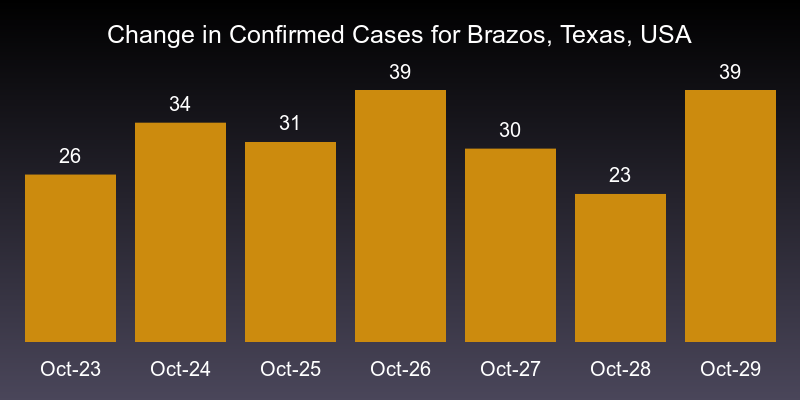 Change in Confirmed Cases for Brazos, Texas, USA
26
34
31
39
30
23
39
Oct-23
Oct-24
Oct-25
Oct-26
Oct-27
Oct-28
Oct-29